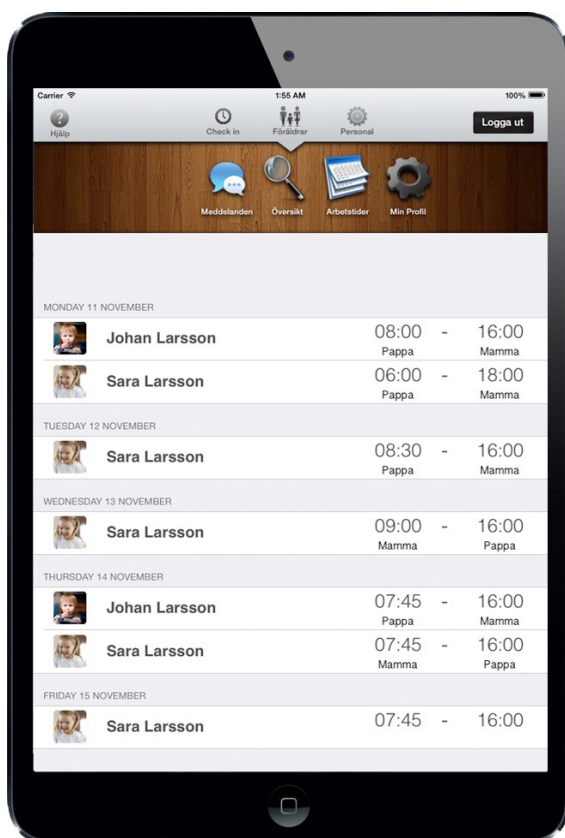 Carrier 1:55 AM 100%
Hjälp Check in Föräldrar Personal Logga ut
Meddelanden Översikt Arbetstider Min Profil
MONDAY 11 NOVEMBER
Johan Larsson 08:00 - 16:00
Pappa Mamma
Sara Larsson 06:00 - 18:00
Pappa Mamma
TUESDAY 12 NOVEMBER
Sara Larsson 08:30 - 16:00
Pappa Mamma
WEDNESDAY 13 NOVEMBER
Sara Larsson 09:00 - 16:00
Mamma Pappa
THURSDAY 14 NOVEMBER
Johan Larsson 07:45 - 16:00
Pappa Mamma
Sara Larsson 07:45 - 16:00
Mamma Pappa
FRIDAY 15 NOVEMBER
Sara Larsson 07:45 - 16:00